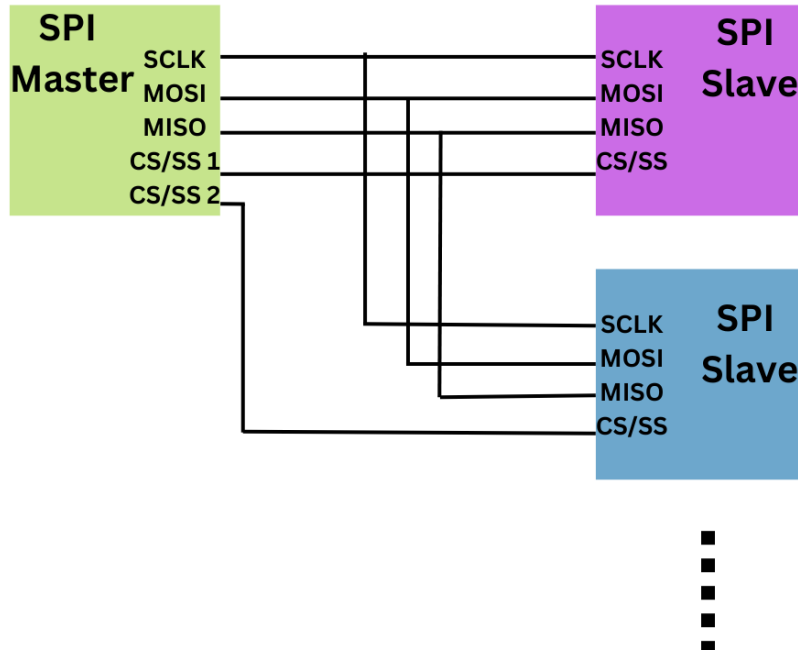 SPI
Master
SCLK
MOSI
MISO
CS/SS 1
CS/SS 2
SPI
Slave
SCLK
MOSI
MISO
CS/SS
SPI
Slave
SCLK
MOSI
MISO
CS/SS